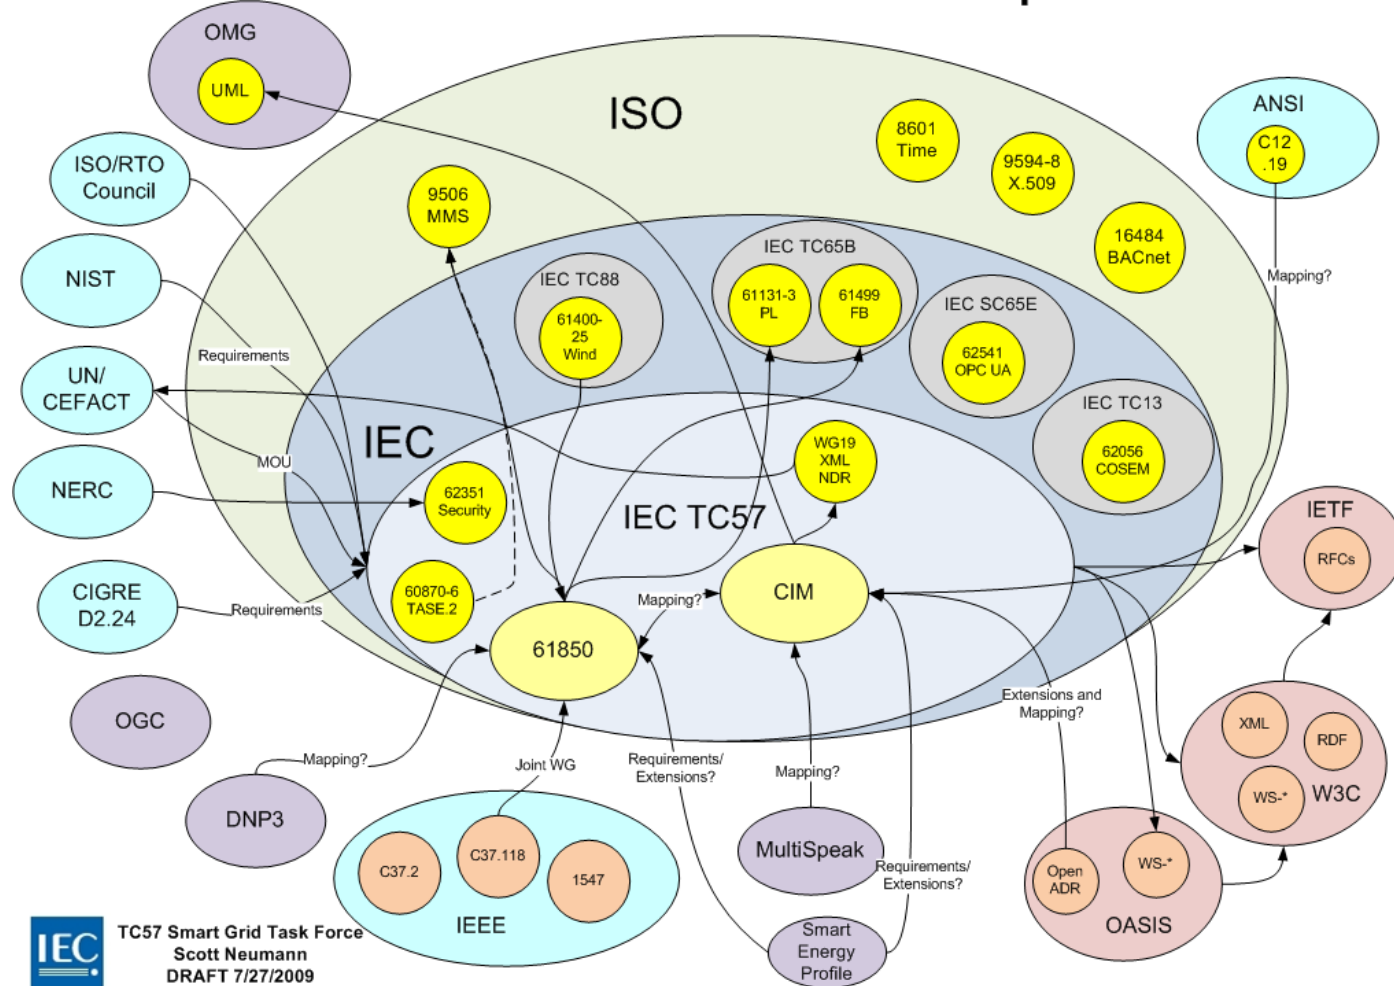 OMG
UML
ISO/RTO
Council
NIST
Requirements
UN/
CEFACT
MOU
NERC
CIGRE
D2.24
Requirements
OGC
DNP3
Mapping?
ISO
8601
Time
9594-8
X.509
16484
BACnet
9506
MMS
ANSI
C12
.19
Mapping?
IEC
IEC TC88
61400-
25
Wind
IEC TC65B
61131-3
PL
61499
FB
IEC SC65E
62541
OPC UA
IEC TC13
62056
COSEM
IEC TC57
WG19
XML
NDR
62351
Security
60870-6
TASE.2
61850
Mapping?
CIM
IETF
RFCs
Extensions and
Mapping?
XML
RDF
WS-*
W3C
Joint WG
Requirements/
Extensions?
Mapping?
C37.2
C37.118
1547
IEEE
MultiSpeak
Requirements/
Extensions?
Smart
Energy
Profile
Open
ADR
WS-*
OASIS
IEC
TC57 Smart Grid Task Force
Scott Neumann
DRAFT 7/27/2009